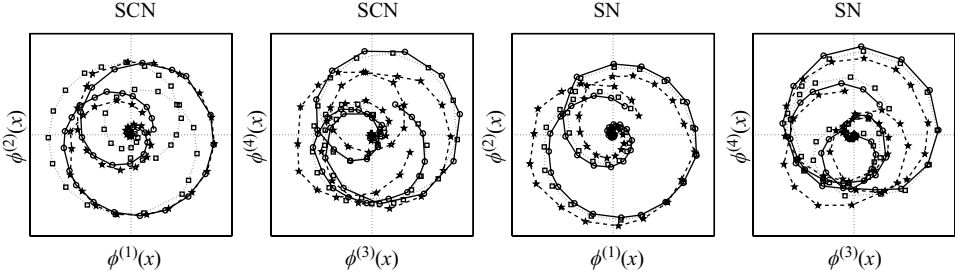 SCN SCN SN SN
ϕ(2)(x) ϕ(4)(x) ϕ(2)(x) ϕ(4)(x)
ϕ(1)(x) ϕ(3)(x) ϕ(1)(x) ϕ(3)(x)